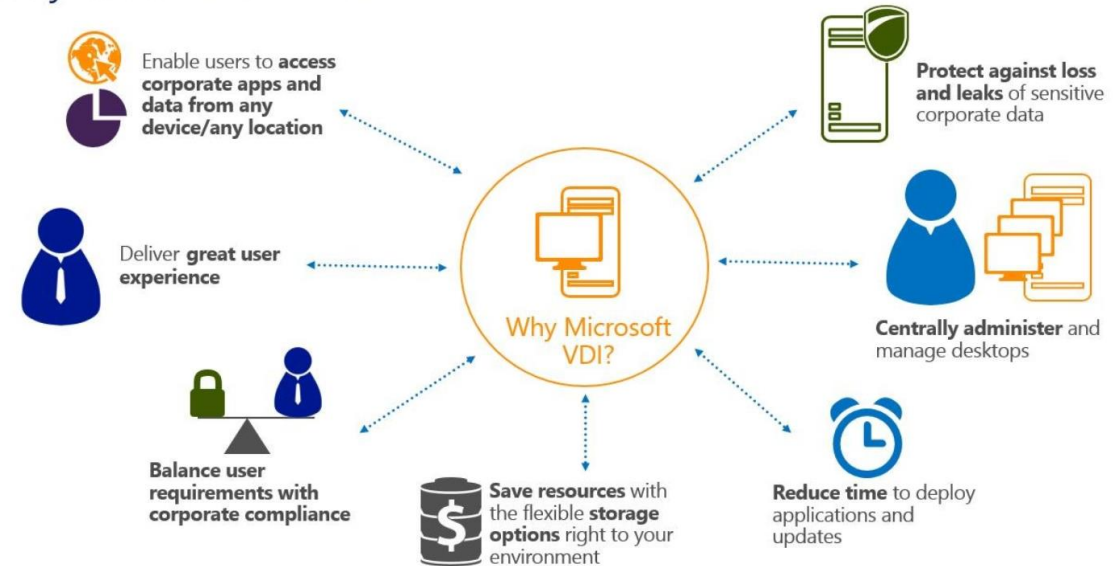 Enable users to access
corporate apps and
data from any
device/any location
Protect against loss
and leaks of sensitive
corporate data
Deliver great user
experience
Why Microsoft
VDI?
Centrally administer and
manage desktops
Balance user
requirements with
corporate compliance
$
Save resources with
the flexible storage
options right to your
environment
Reduce time to deploy
applications and
updates